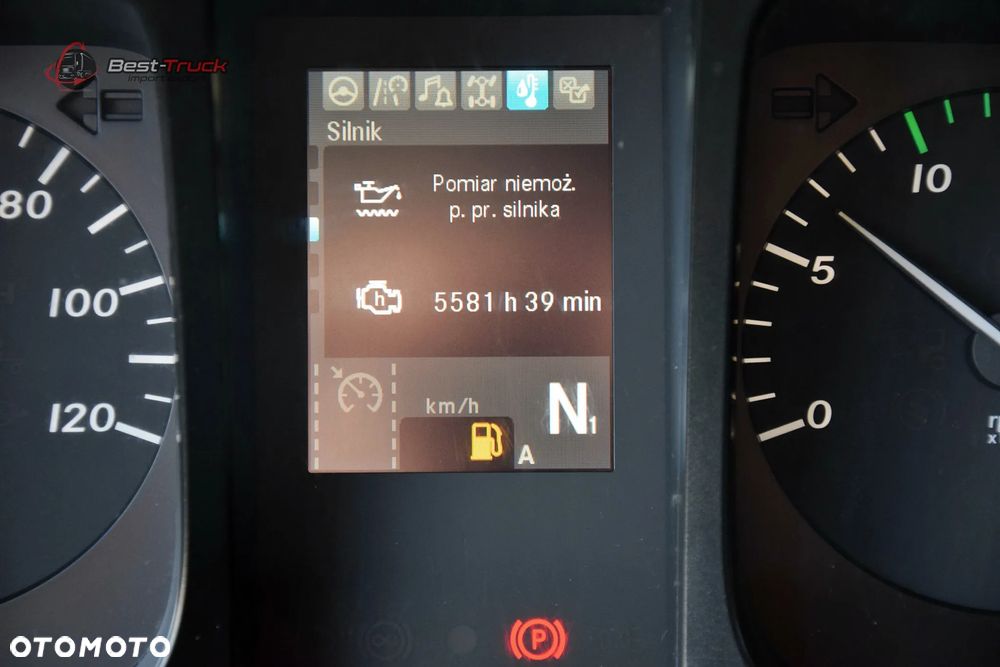 Best-Truck
Silnik
Pomiar niemoż.
p. pr. silnika
h
5581 h 39 min
km/h
N1
A
80
100
120
10
5
0
P
OTOMOTO